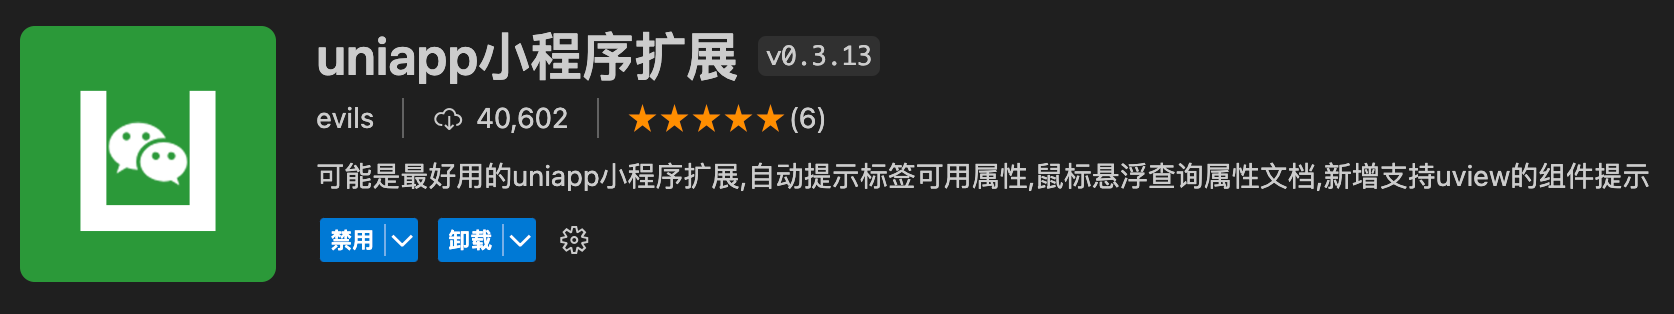 uniapp小程序扩展 v0.3.13
evils 40,602 ★★★★★(6)
可能是最好用的uniapp小程序扩展,自动提示标签可用属性,鼠标悬浮查询属性文档,新增支持uview的组件提示
禁用 卸载